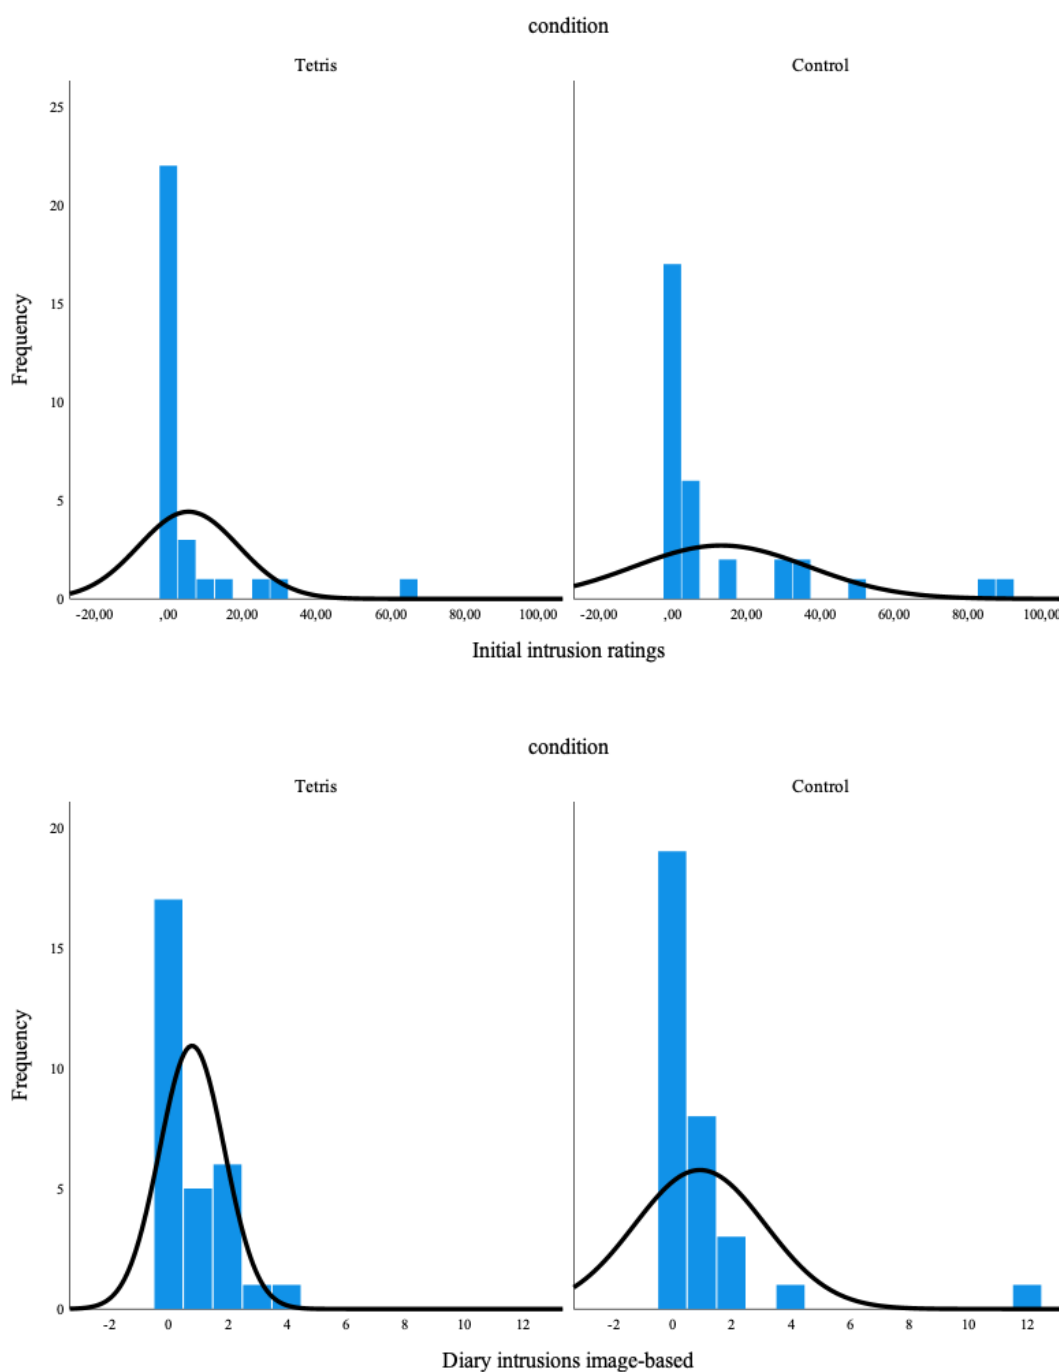 condition
Tetris Control
25
20
15
10
5
0
Frequency
-20,00 ,00 20,00 40,00 60,00 80,00 100,00 -20,00 ,00 20,00 40,00 60,00 80,00 100,00
Initial intrusion ratings
condition
Tetris Control
20
15
10
5
0
Frequency
-2 0 2 4 6 8 10 12 -2 0 2 4 6 8 10 12
Diary intrusions image-based